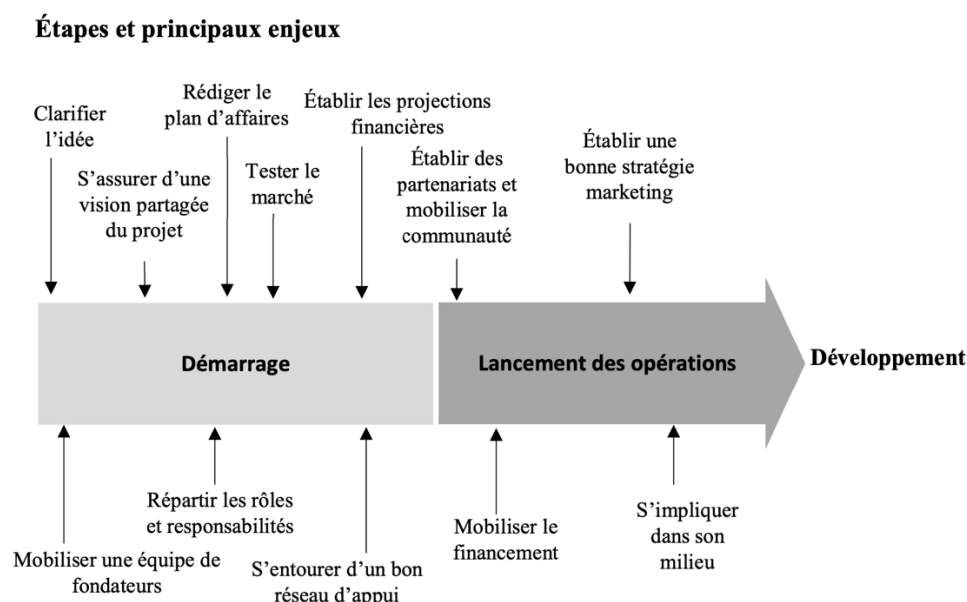 Étapes et principaux enjeux
Clarifier
l’idée
S’assurer d’une
vision partagée
du projet
Rédiger le
plan d’affaires
Tester le
marché
Établir les projections
financières
Établir des
partenariats et
mobiliser la
communauté
Établir une
bonne stratégie
marketing
Démarrage
Lancement des opérations
Développement
Mobiliser une équipe de
fondateurs
Répartir les rôles
et responsabilités
S’entourer d’un bon
réseau d’appui
Mobiliser le
financement
S’impliquer
dans son
milieu